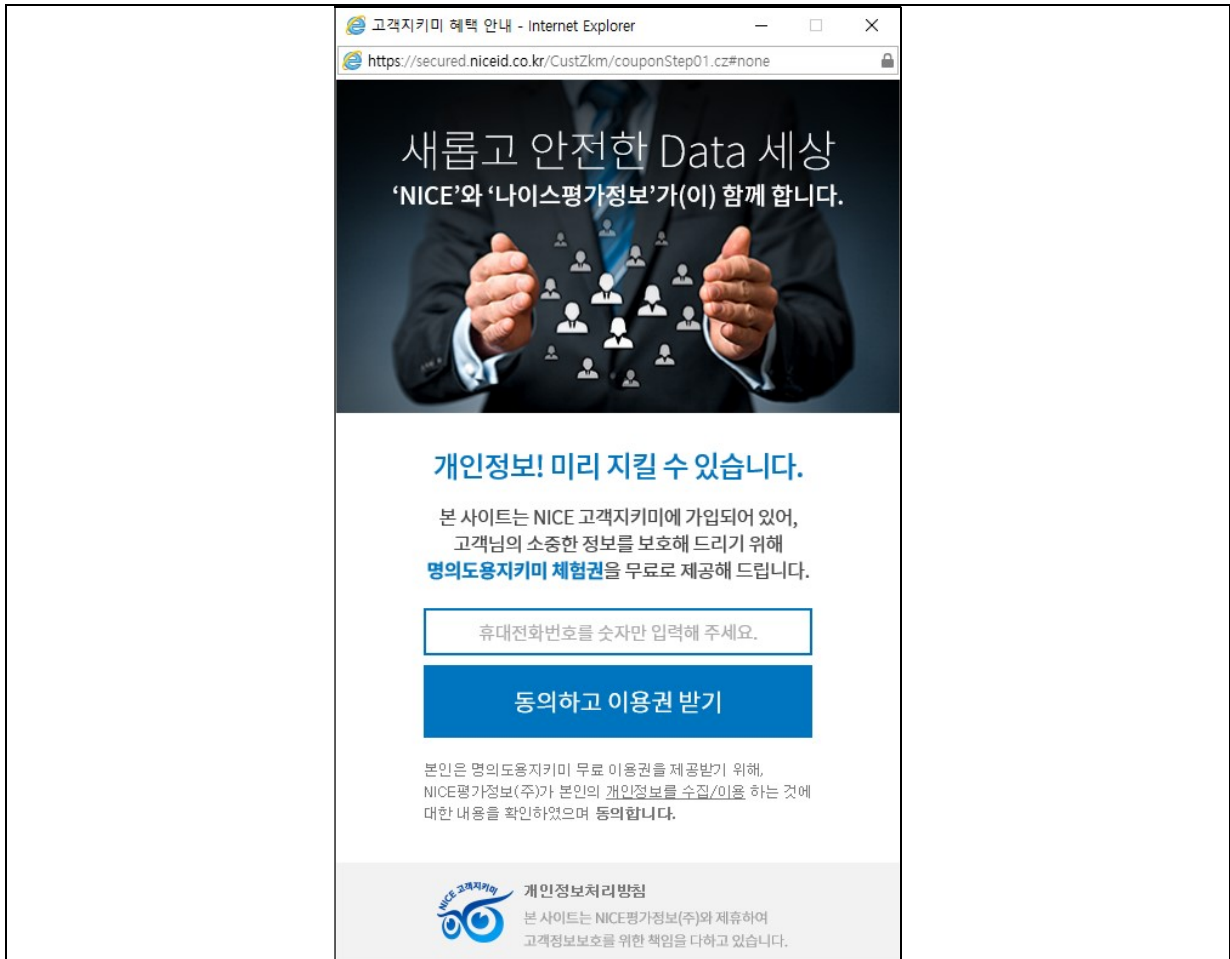 고객지키미 혜택 안내 - Internet Explorer
https://secured.niceid.co.kr/CustZkm/couponStep01.cz#none
새롭고 안전한 Data 세상
‘NICE’와 ‘나이스평가정보’가(이) 함께 합니다.
개인정보! 미리 지킬 수 있습니다.
본 사이트는 NICE 고객지키미에 가입되어 있어,
고객님의 소중한 정보를 보호해 드리기 위해
명의도용지키미 체험권을 무료로 제공해 드립니다.
휴대전화번호를 숫자만 입력해 주세요.
동의하고 이용권 받기
본인은 명의도용지키미 무료 이용권을 제공받기 위해,
NICE평가정보(주)가 본인의 개인정보를 수집/이용 하는 것에
대한 내용을 확인하였으며 동의합니다.
NICE 고객지키미
개인정보처리방침
본 사이트는 NICE평가정보(주)와 제휴하여
고객정보보호를 위한 책임을 다하고 있습니다.